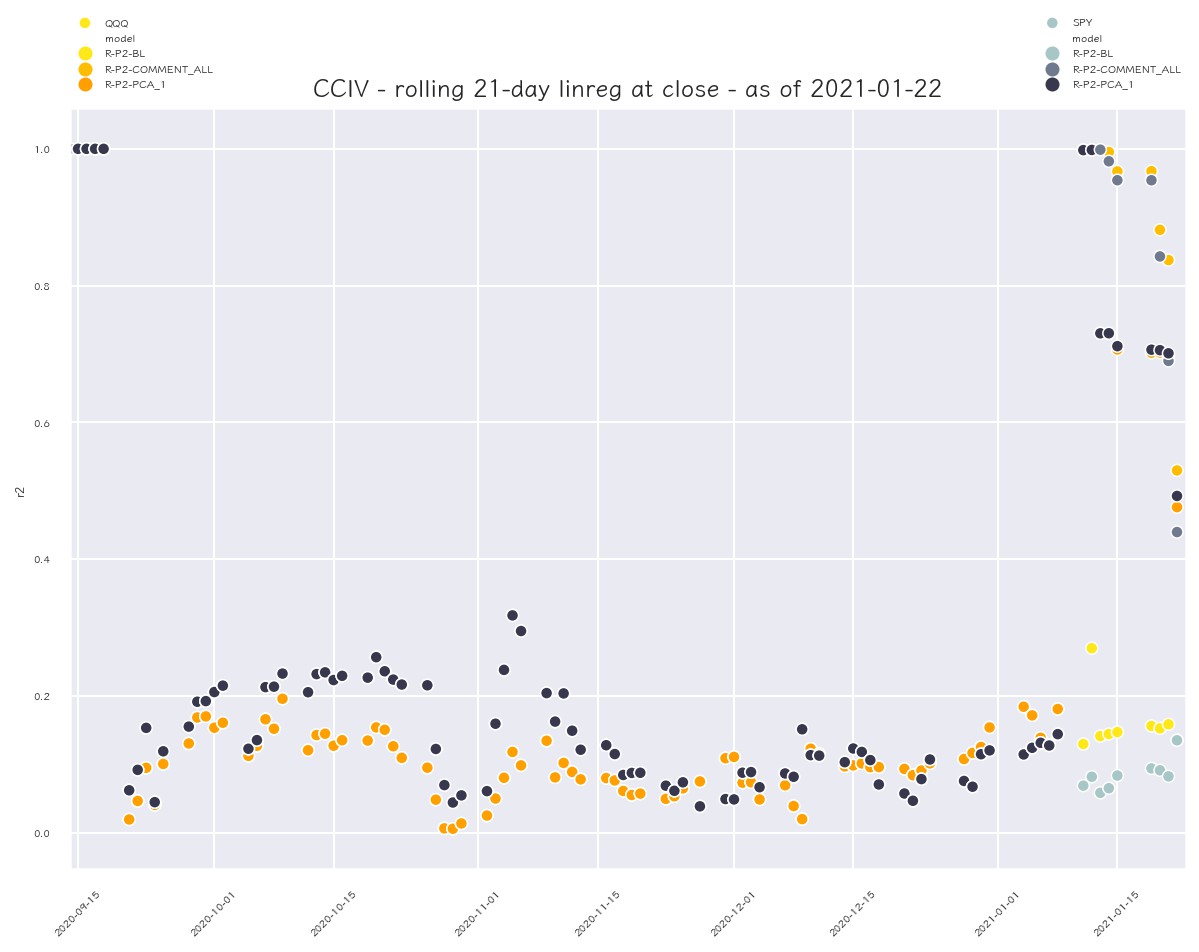 QQQ
model
R-P2-BL
R-P2-COMMENT_ALL
R-P2-PCA_1
SPY
model
R-P2-BL
R-P2-COMMENT_ALL
R-P2-PCA_1
CCIV - rolling 21-day linreg at close - as of 2021-01-22
1.0
0.8
0.6
r2
0.4
0.2
0.0
2020-09-15
2020-10-01
2020-10-15
2020-11-01
2020-11-15
2020-12-01
2020-12-15
2021-01-01
2021-01-15